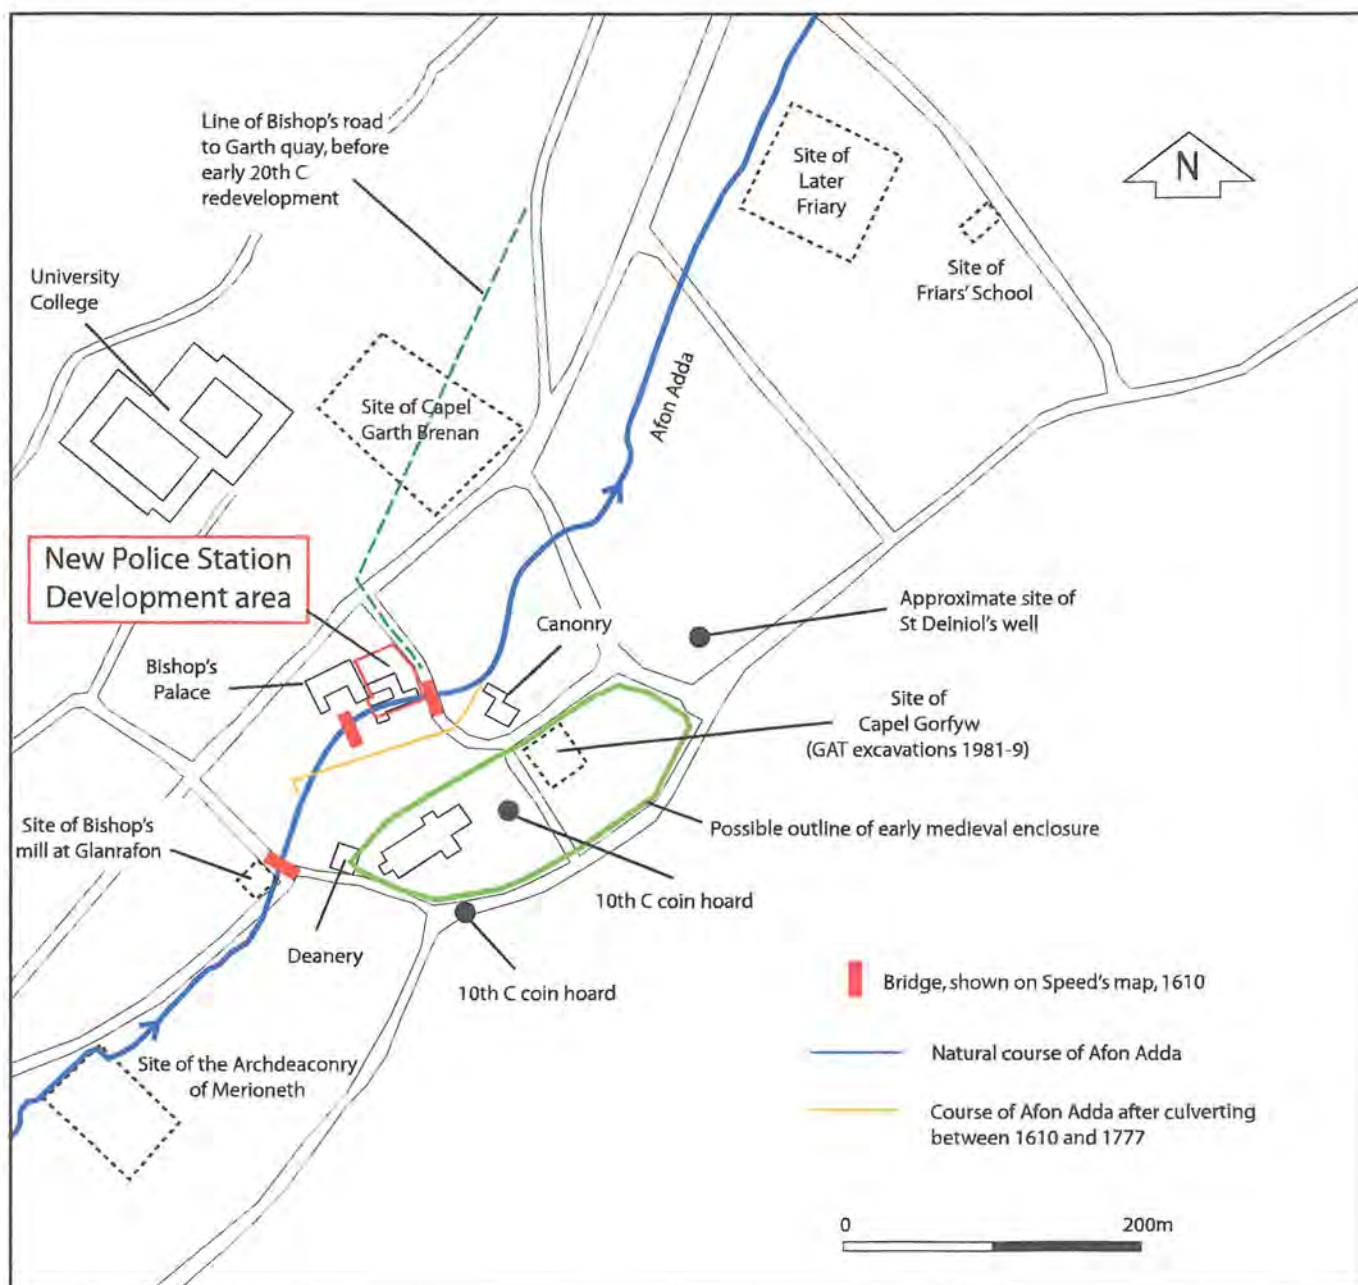 Line of Bishop's road
to Garth quay, before
early 20th C
redevelopment
Site of
Later
Friary
N
Site of
Friars' School
University
College
Site of Capel
Garth Brenan
Afon Adda
New Police Station
Development area
Approximate site of
St Deiniol's well
Canonry
Bishop's
Palace
Site of
Capel Gorfyw
(GAT excavations 1981-9)
Site of Bishop's
mill at Glanrafon
Possible outline of early medieval enclosure
10th C coin hoard
Deanery
10th C coin hoard
Bridge, shown on Speed's map, 1610
Natural course of Afon Adda
Site of the Archdeaconry
of Merioneth
Course of Afon Adda after culverting
between 1610 and 1777
0
200m